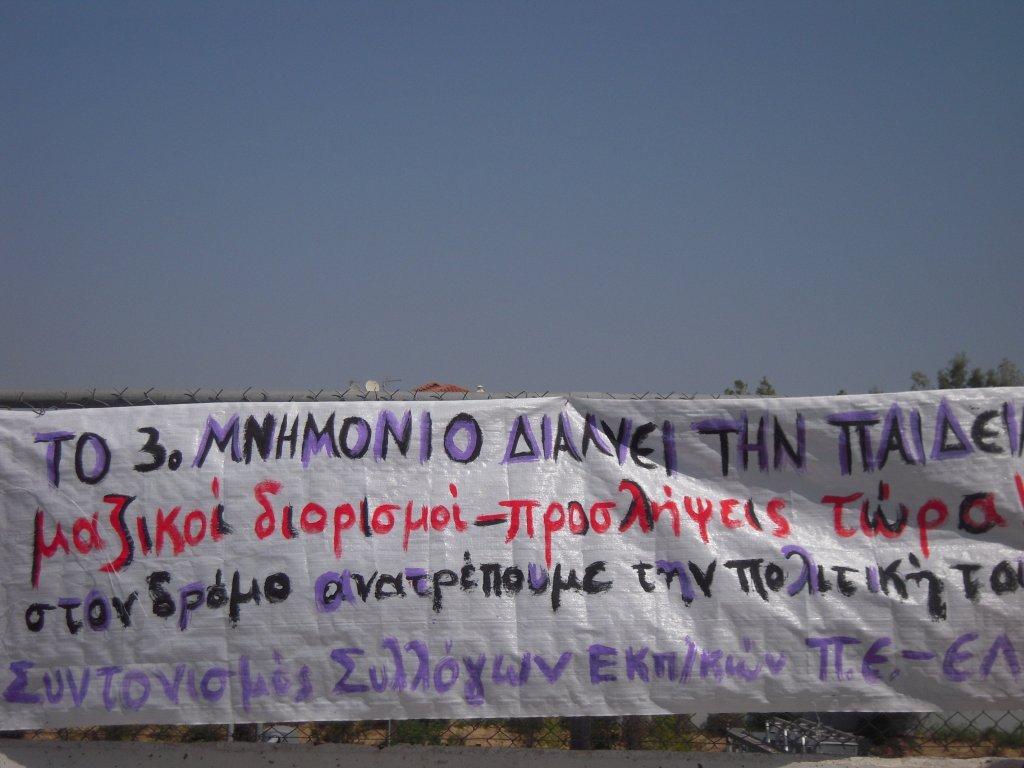 ΤΟ 3ο ΜΝΗΜΟΝΙΟ ΔΙΑΛΥΕΙ ΤΗΝ ΠΑΙΔΕΙ
μαζικοί διορισμοί - προσλήψεις τώρα!
στον δρόμο ανατρέπουμε την πολιτική του
Συντονισμός Συλλόγων Εκπ/κών Π.Ε. - ΕΛ